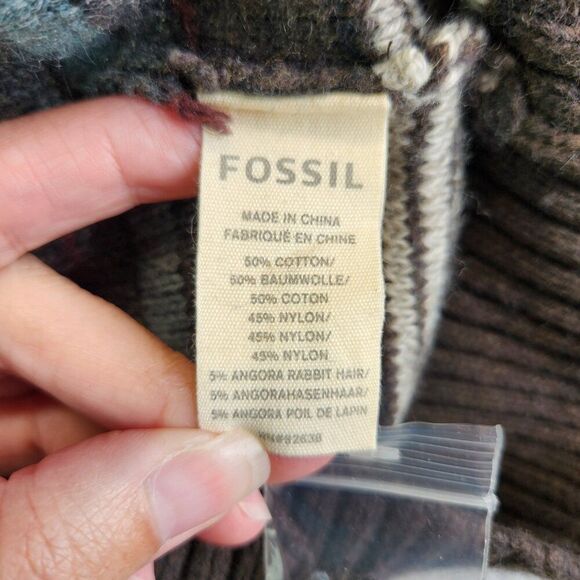 FOSSIL
MADE IN CHINA
FABRIQUÉ EN CHINE
50% COTTON/
50% BAUMWOLLE/
50% COTON
45% NYLON/
45% NYLON/
45% NYLON
5% ANGORA RABBIT HAIR/
5% ANGORAHASENHAAR/
5% ANGORA POIL DE LAPIN